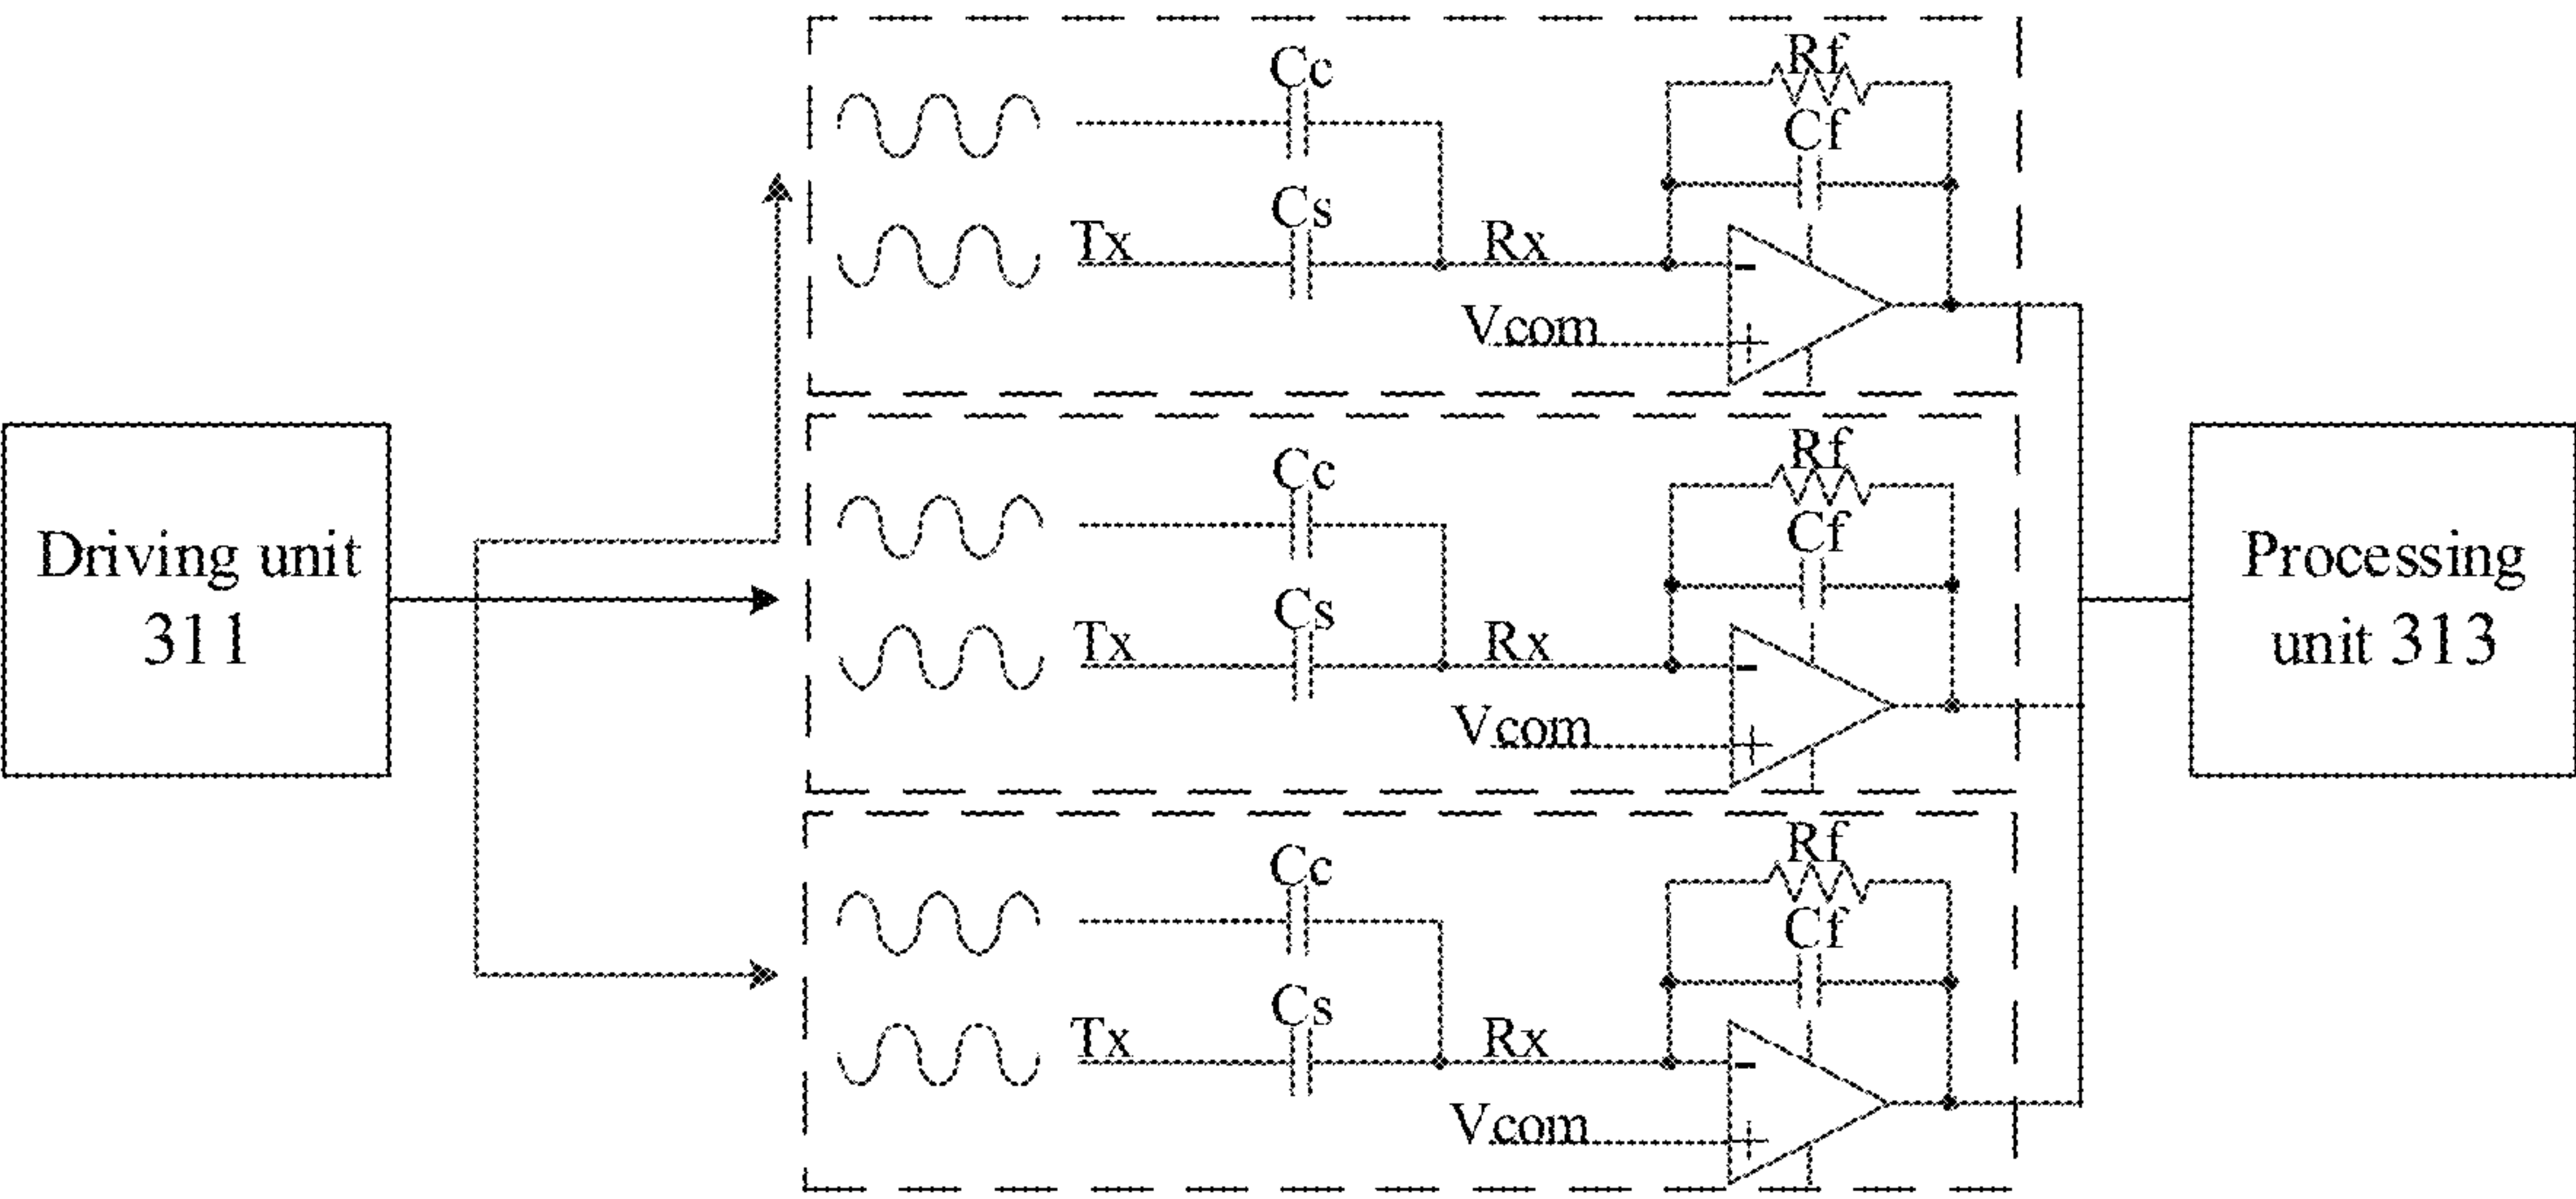 Driving unit
311
Cc
Rf
Cf
Cs
Tx
Rx
-
Vcom
+
Cc
Rf
Cf
Cs
Tx
Rx
-
Vcom
+
Cc
Rf
Cf
Cs
Tx
Rx
-
Vcom
+
Processing
unit 313